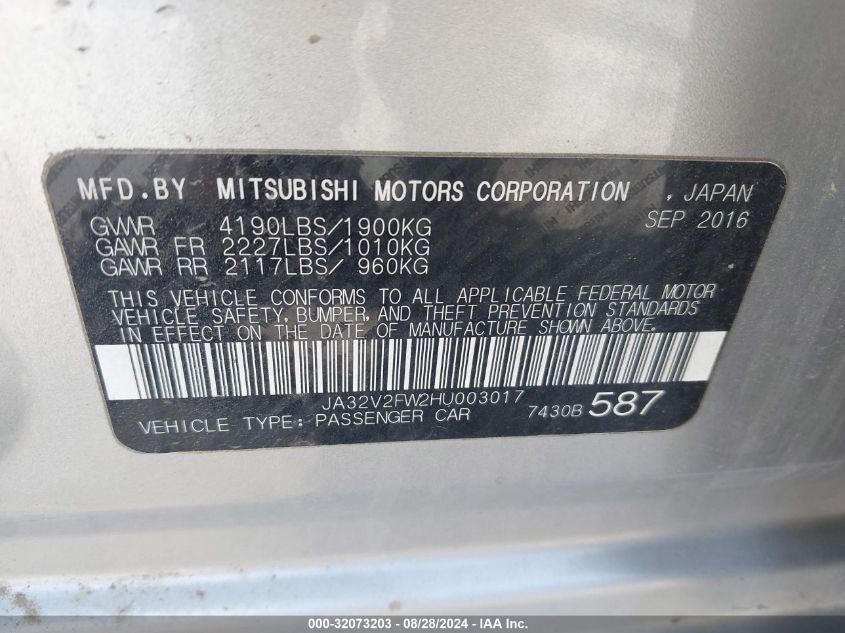 MFD.BY MITSUBISHI MOTORS CORPORATION , JAPAN
SEP 2016
GVWR 4190LBS/1900KG
GAWR FR 2227LBS/1010KG
GAWR RR 2117LBS/ 960KG
THIS VEHICLE CONFORMS TO ALL APPLICABLE FEDERAL MOTOR
VEHICLE SAFETY, BUMPER, AND THEFT PREVENTION STANDARDS
IN EFFECT ON THE DATE OF MANUFACTURE SHOWN ABOVE.
JA32V2FW2HU003017
VEHICLE TYPE: PASSENGER CAR 7430B 587
000-32073203 - 08/28/2024 - IAA Inc.